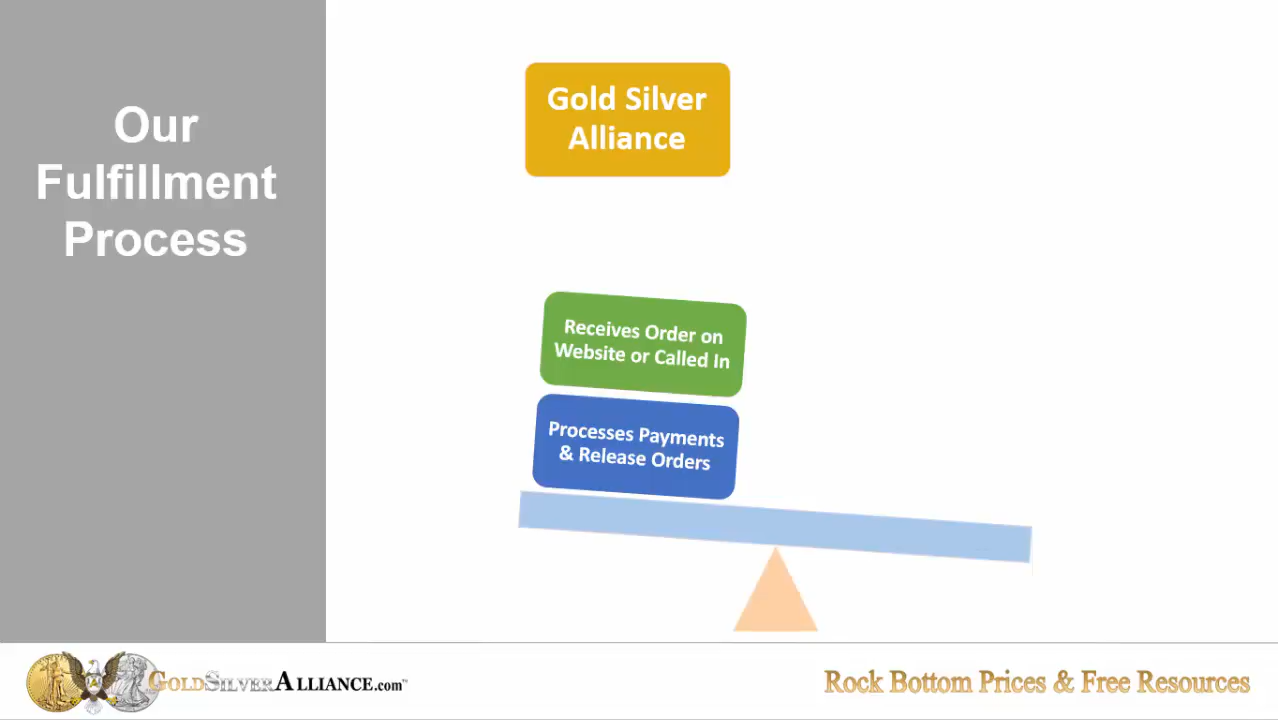 Our
Fulfillment
Process
Gold Silver
Alliance
Receives Order on
Website or Called In
Processes Payments
& Release Orders
GOLDSILVERALLIANCE.com™
Rock Bottom Prices & Free Resources